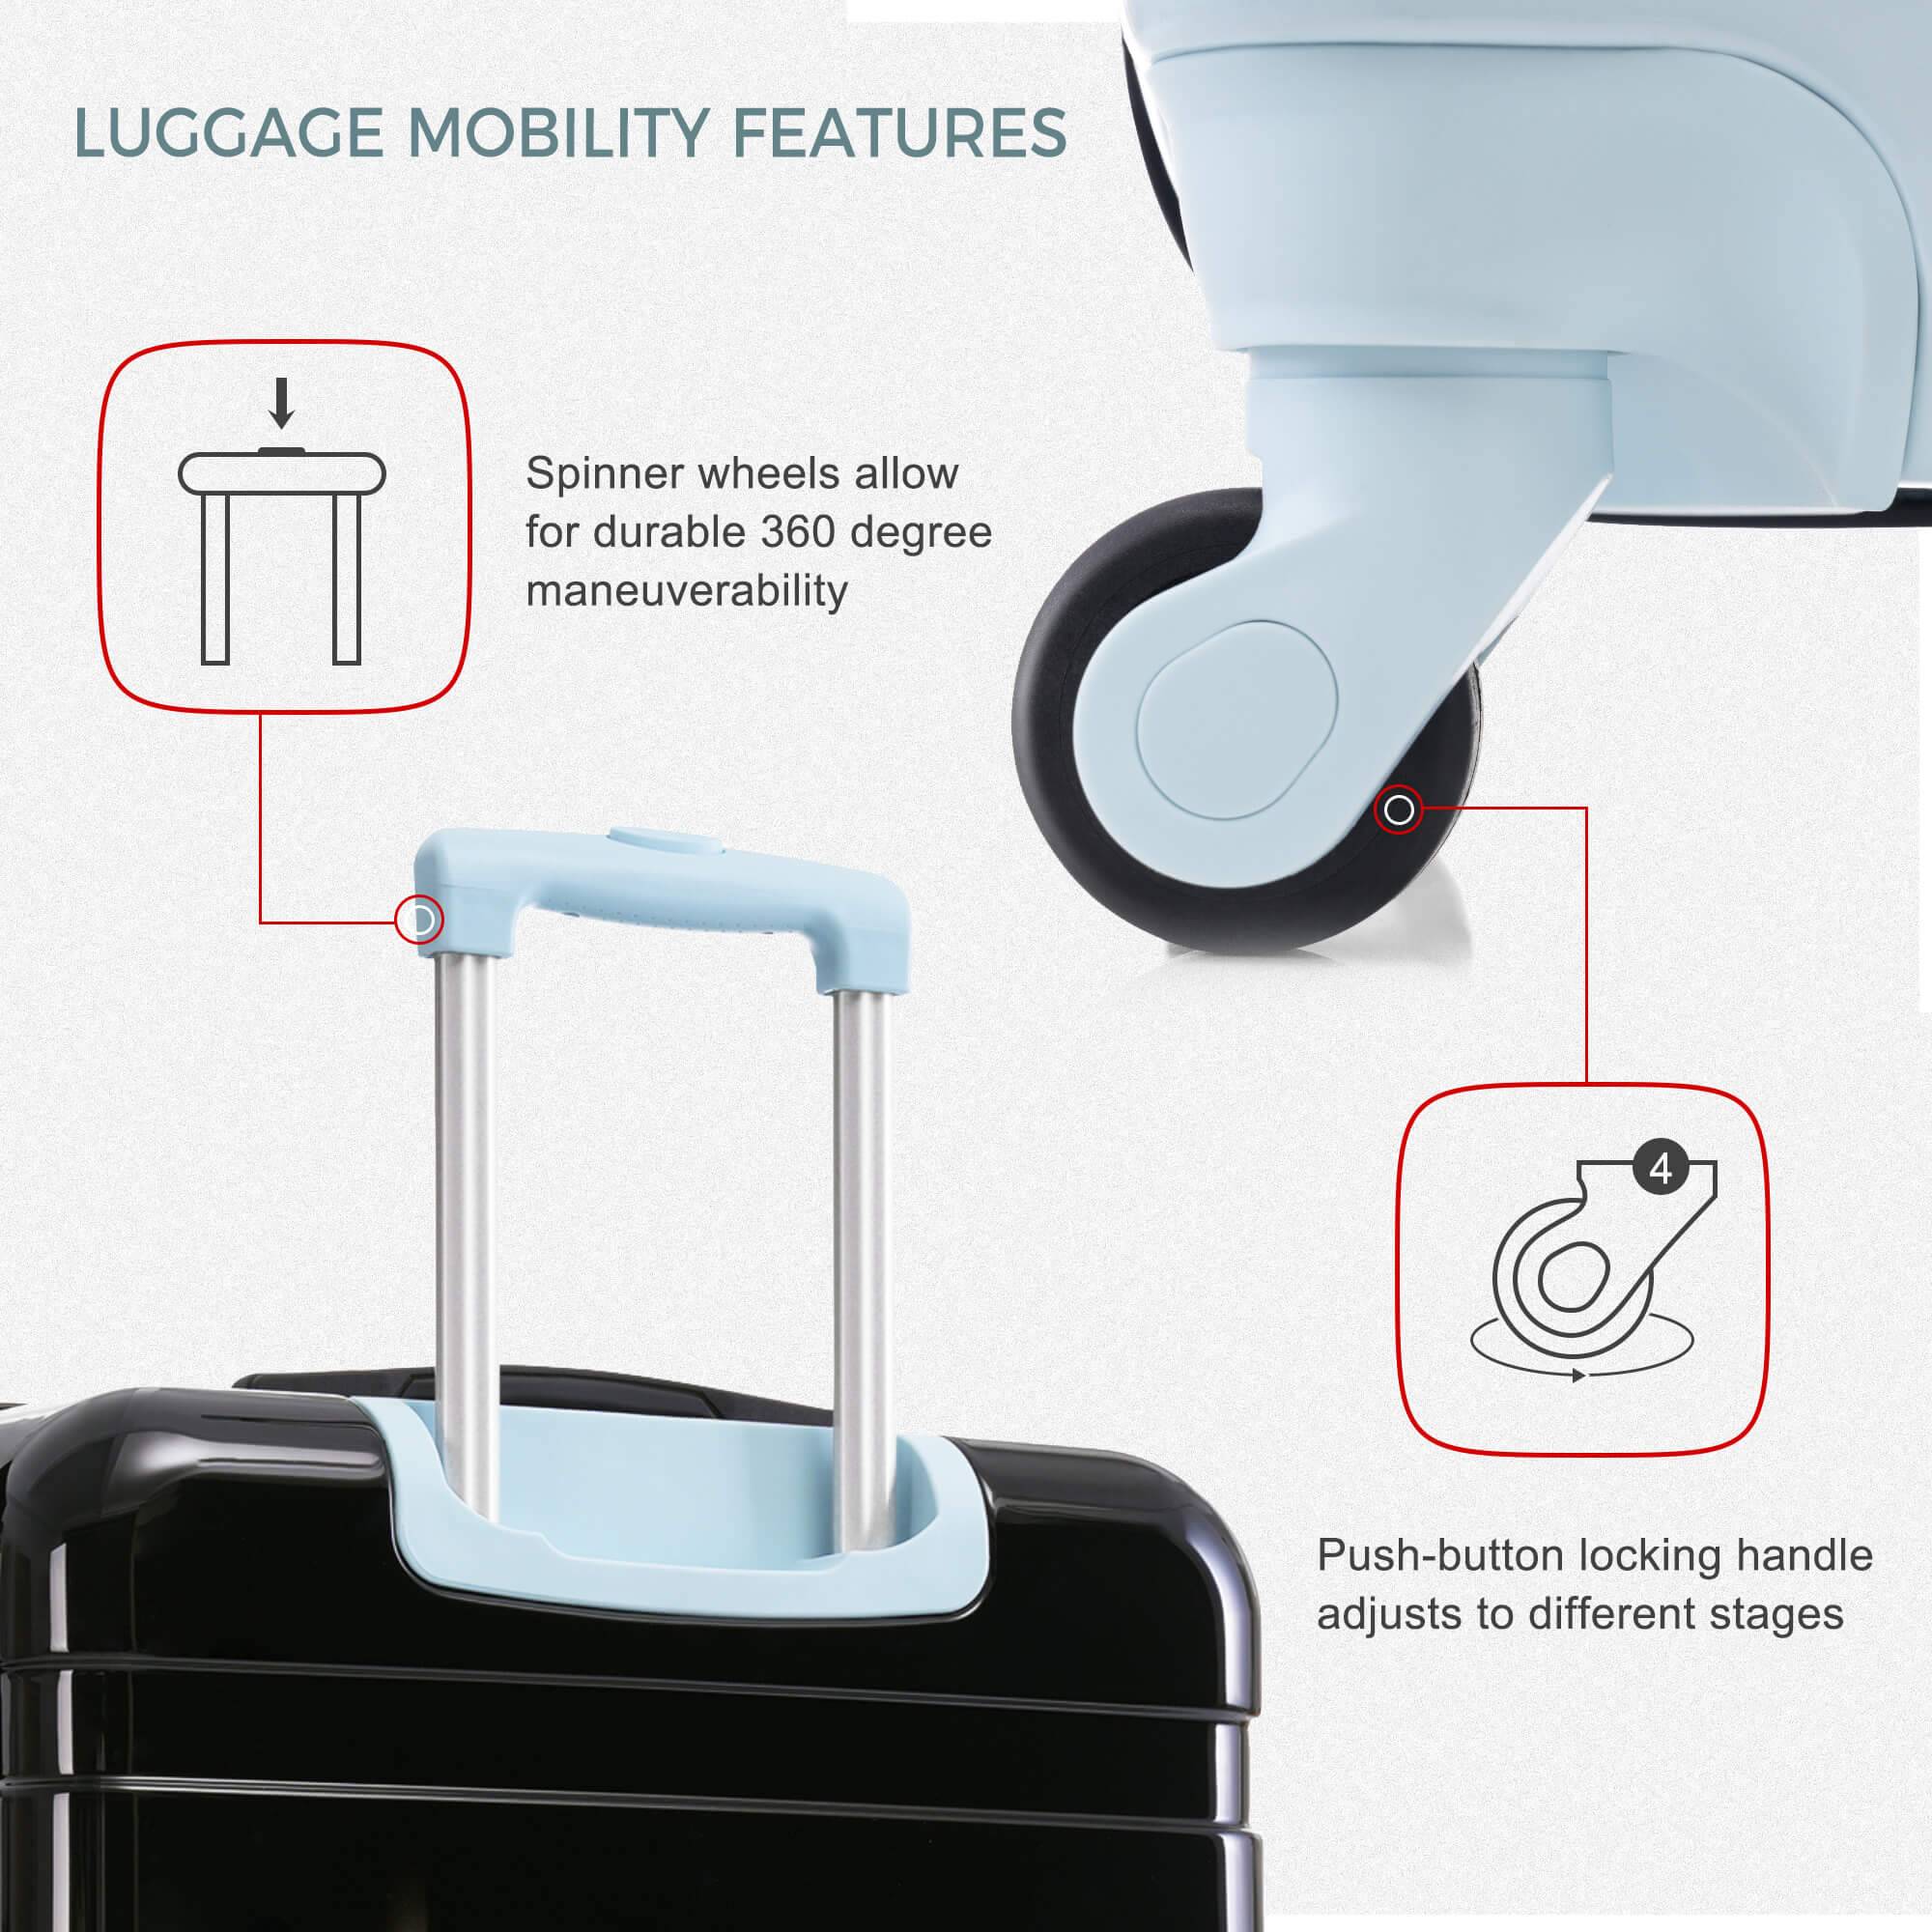 LUGGAGE MOBILITY FEATURES
Spinner wheels allow
for durable 360 degree
maneuverability
4
Push-button locking handle
adjusts to different stages